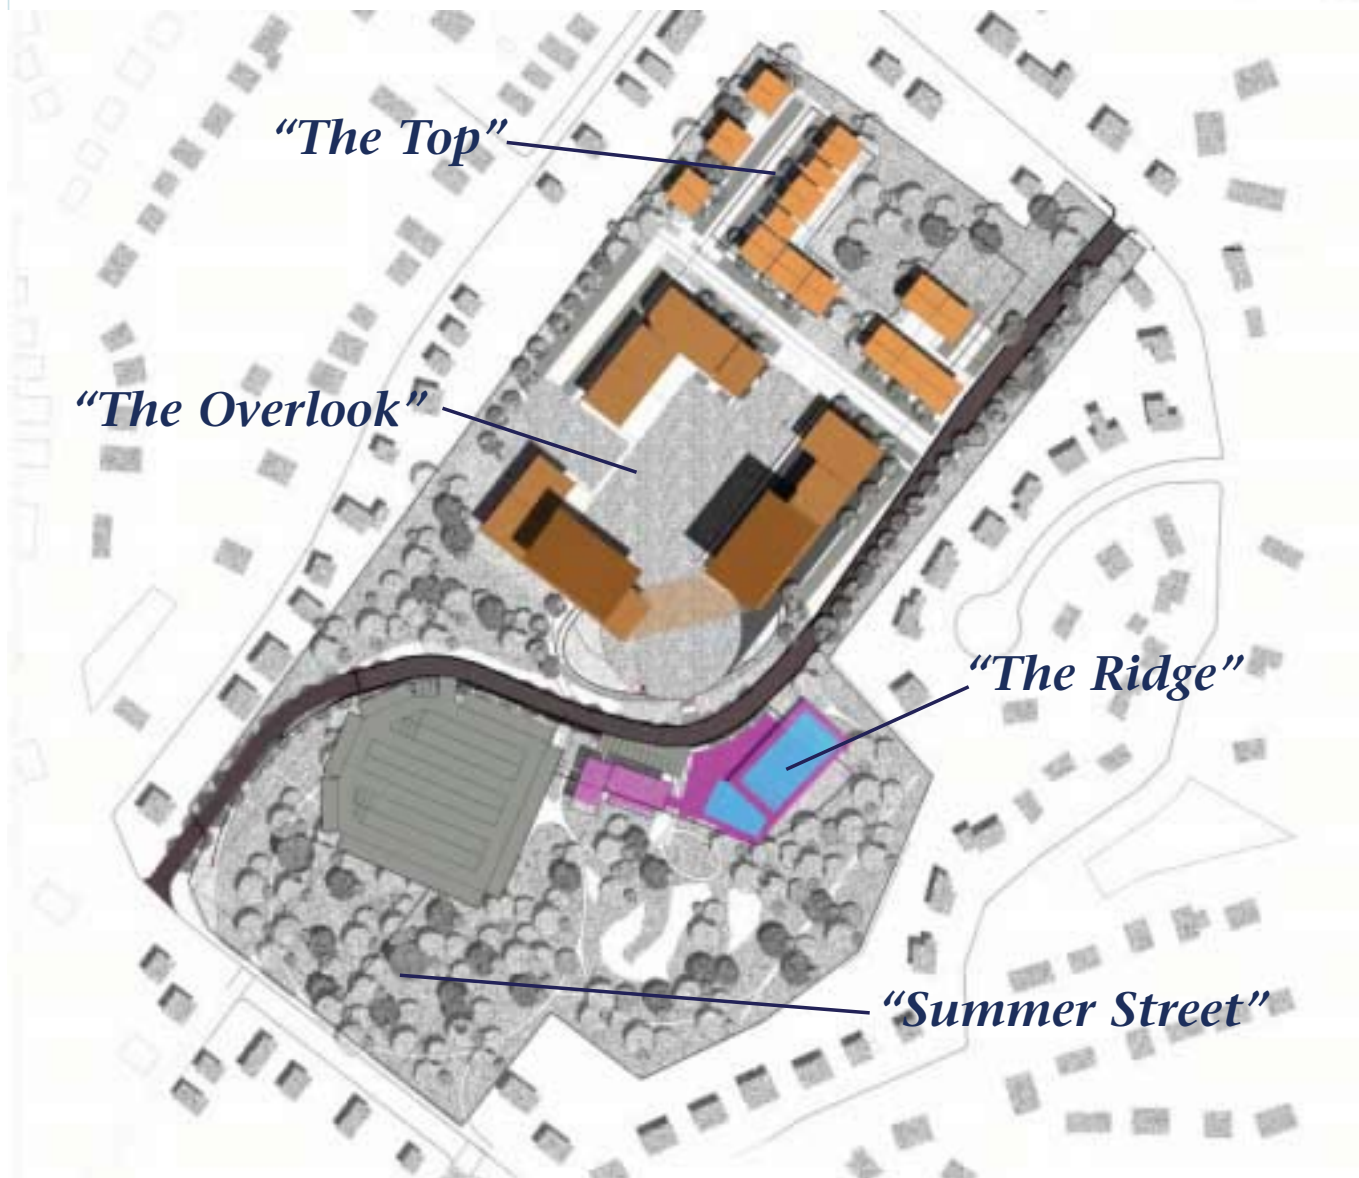 “The Top”
“The Overlook”
“The Ridge”
“Summer Street”